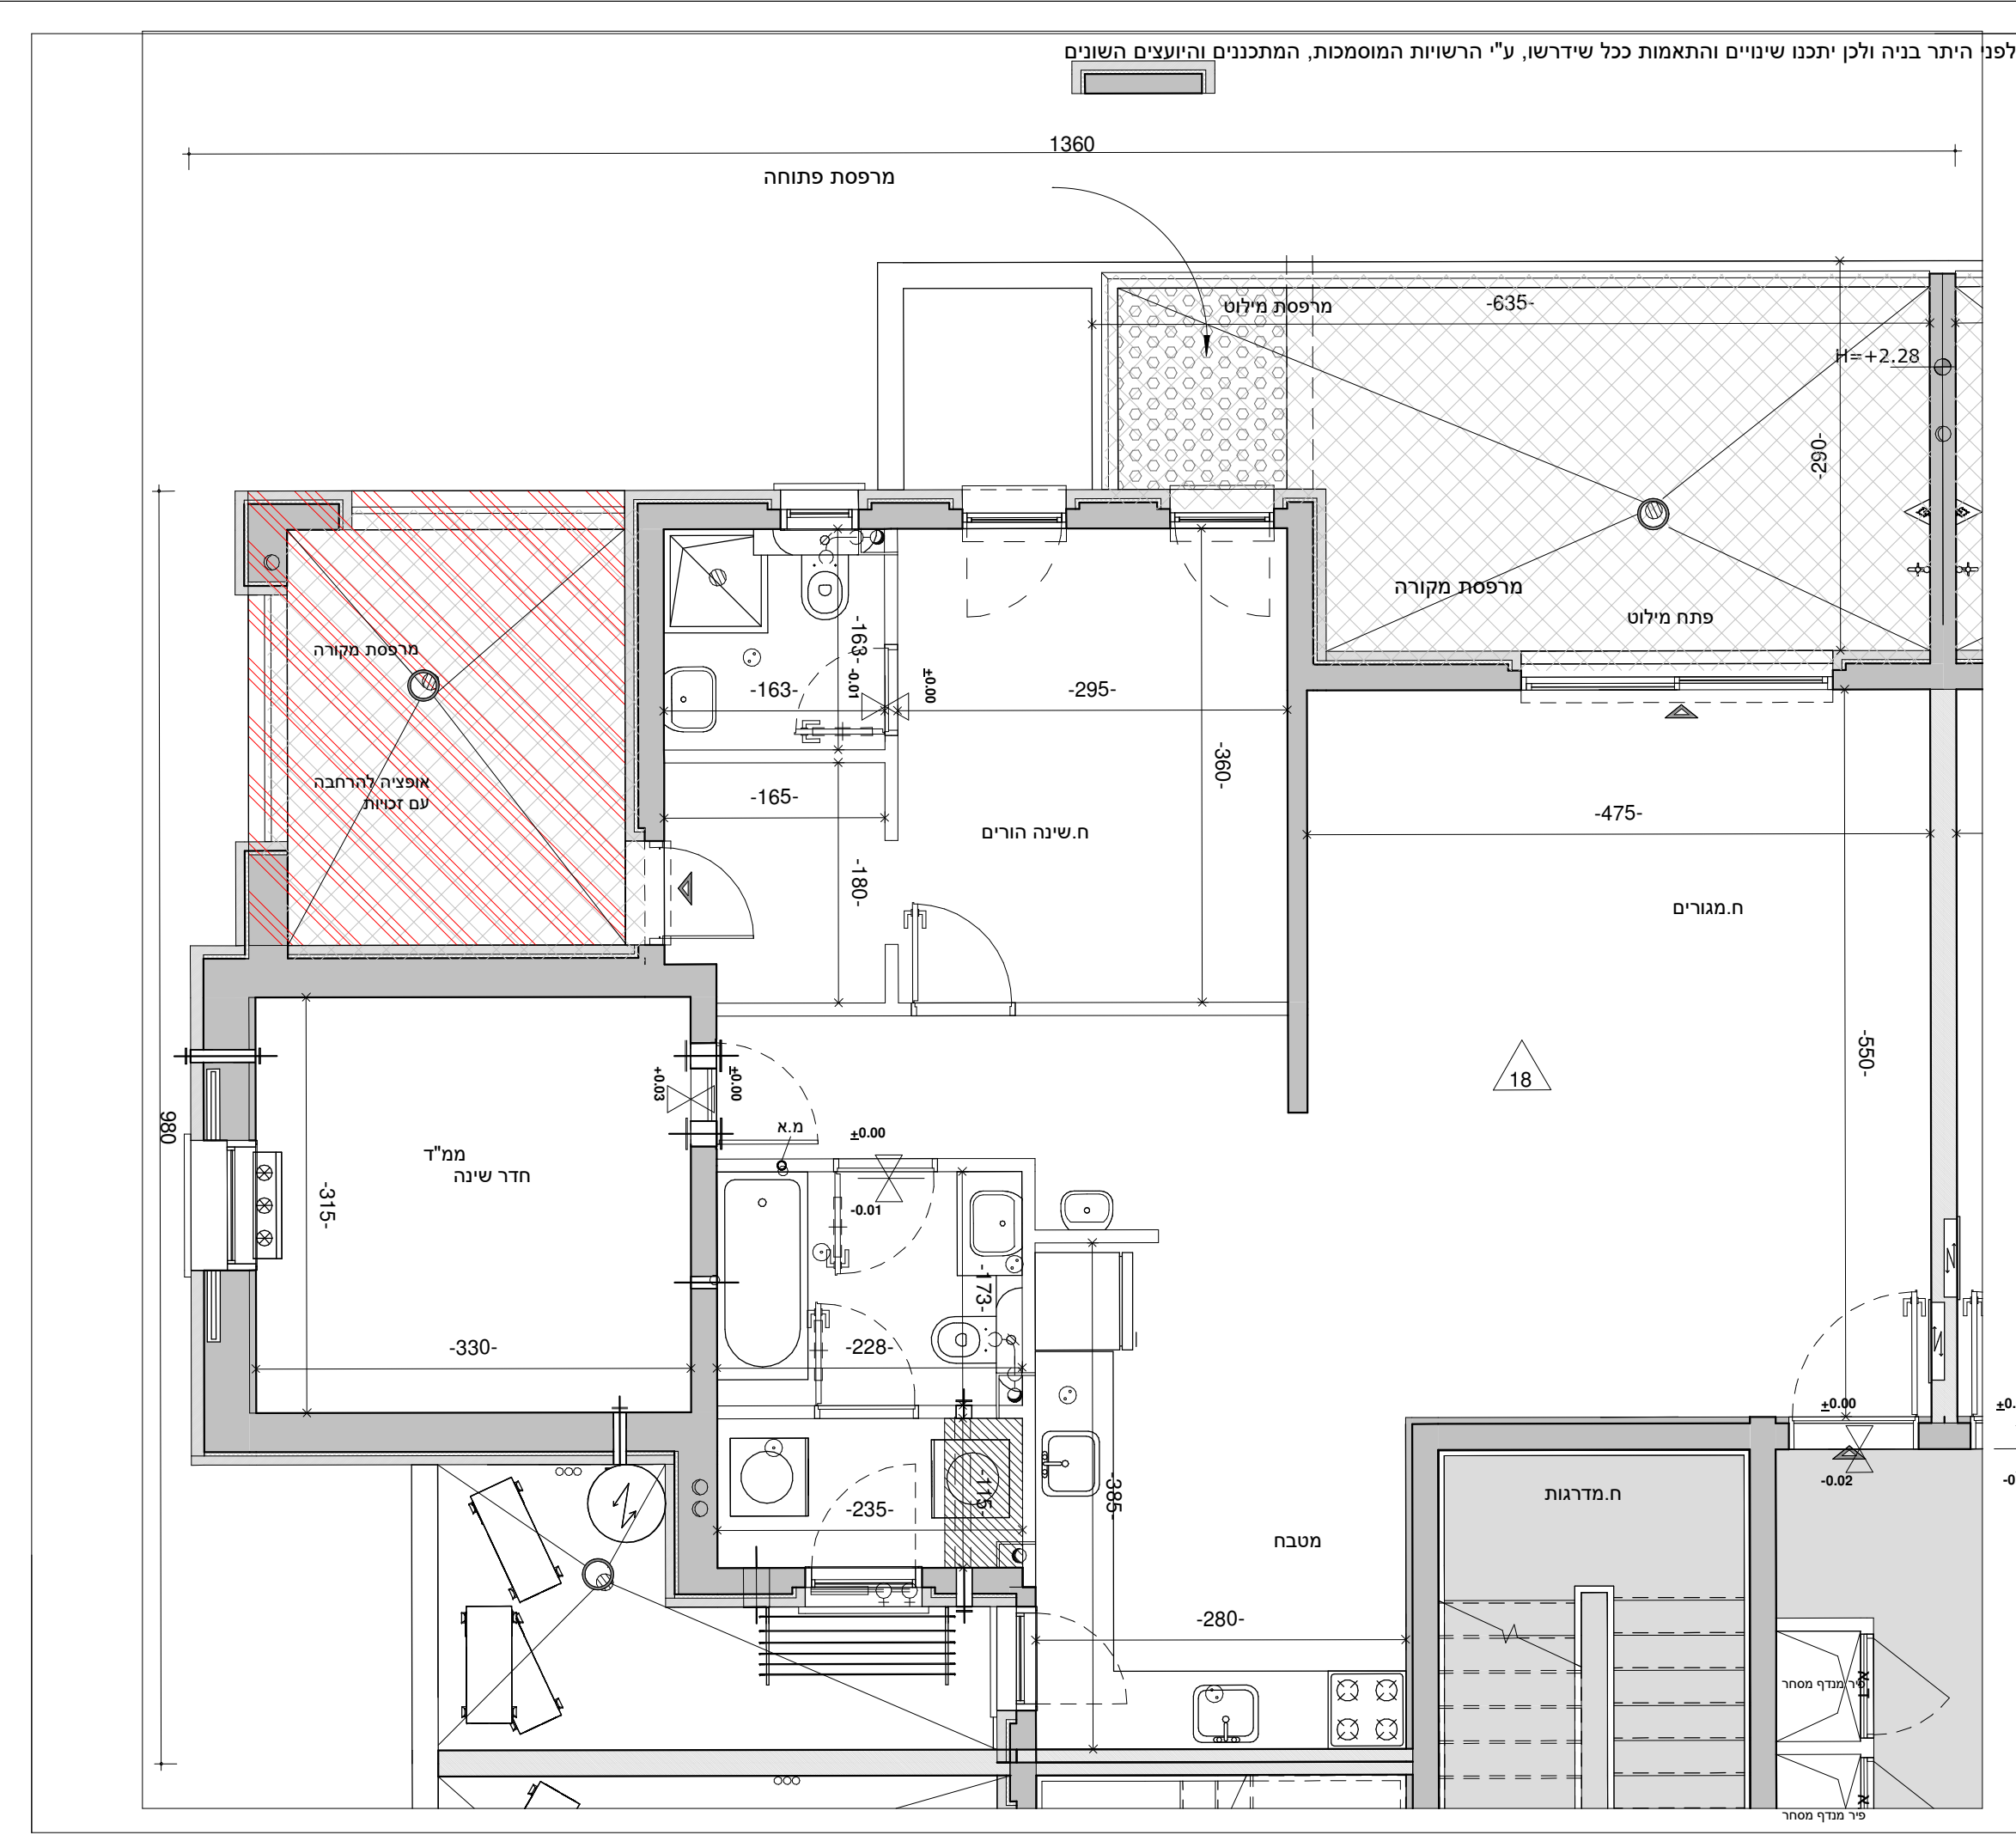 לפני היתר בניה ולכן יתכנו שינויים והתאמות ככל שידרשו, ע"י הרשויות המוסמכות, המתכננים והיועצים השונים
1360
מרפסת פתוחה
מרפסת מילוט
-635-
H=+2.28
-290-
מרפסת מקורה
פתח מילוט
מרפסת מקורה
אופציה להרחבה
עם זכויות
-163-
-163-
-0.01
±0.00
-295-
-360-
-165-
-180-
ח.שינה הורים
-475-
ח.מגורים
-550-
18
980
+0.03
±0.00
מ.א
±0.00
-0.01
ממ"ד
חדר שינה
-315-
-330-
-173-
-228-
-235-
-115-
-385-
מטבח
-280-
ח.מדרגות
±0.00
-0.02
פיר מנדף מסחר
פיר מנדף מסחר